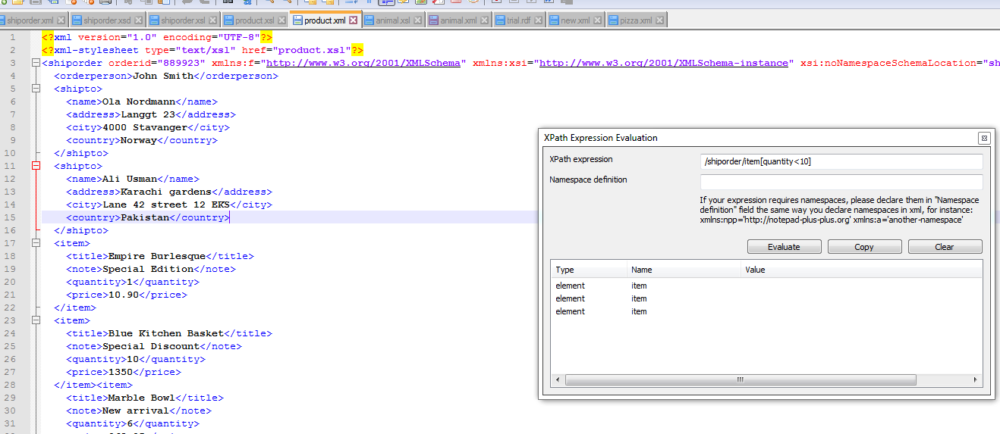 shiporder.xml shiporder.xsd shiporder.xsl product.xsl product.xml animal.xsl animal.xml trial.rdf new.xml pizza.xml
1 <?xml version="1.0" encoding="UTF-8"?>
2 <?xml-stylesheet type="text/xsl" href="product.xsl"?>
3 <shiporder orderid="889923" xmlns:f="http://www.w3.org/2001/XMLSchema" xmlns:xsi="http://www.w3.org/2001/XMLSchema-instance" xsi:noNamespaceSchemaLocation="sh
4 <orderperson>John Smith</orderperson>
5 <shipto>
6 <name>Ola Nordmann</name>
7 <address>Langgt 23</address>
8 <city>4000 Stavanger</city>
9 <country>Norway</country>
10 </shipto>
11 <shipto>
12 <name>Ali Usman</name>
13 <address>Karachi gardens</address>
14 <city>Lane 42 street 12 EKS</city>
15 <country>Pakistan</country>
16 </shipto>
17 <item>
18 <title>Empire Burlesque</title>
19 <note>Special Edition</note>
20 <quantity>1</quantity>
21 <price>10.90</price>
22 </item>
23 <item>
24 <title>Blue Kitchen Basket</title>
25 <note>Special Discount</note>
26 <quantity>10</quantity>
27 <price>1350</price>
28 </item><item>
29 <title>Marble Bowl</title>
30 <note>New arrival</note>
31 <quantity>6</quantity>
XPath Expression Evaluation
XPath expression
/shiporder/item[quantity<10]
Namespace definition
If your expression requires namespaces, please declare them in "Namespace
definition" field the same way you declare namespaces in xml, for instance:
xmlns:npp='http://notepad-plus-plus.org' xmlns:a='another-namespace'
Evaluate Copy Clear
Type Name Value
element item
element item
element item